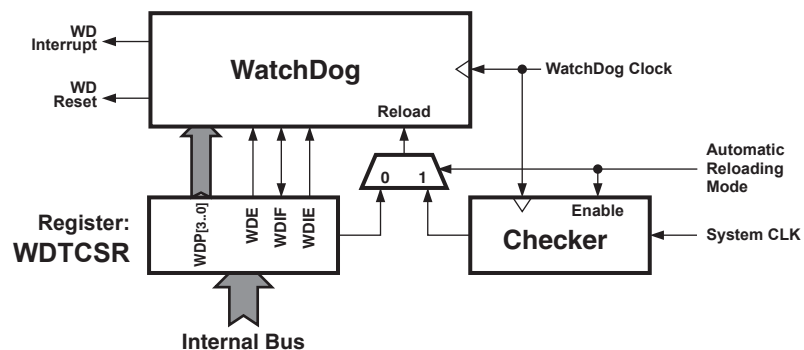 WD
Interrupt
WatchDog
WatchDog Clock
WD
Reset
Reload
Automatic
Reloading
Mode
0 1
Register:
WDTCSR
WDP[3..0]
WDE
WDIF
WDIE
Enable
Checker
System CLK
Internal Bus